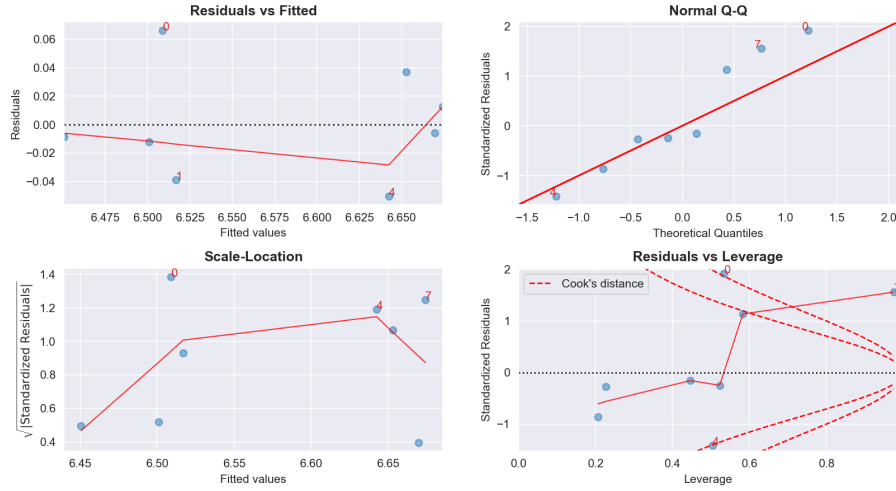 Residuals vs Fitted
Residuals
0.06
0.04
0.02
0.00
−0.02
−0.04
0
1
4
6.475 6.500 6.525 6.550 6.575 6.600 6.625 6.650
Fitted values
Normal Q-Q
Standardized Residuals
2
1
0
−1
0
7
4
−1.5 −1.0 −0.5 0.0 0.5 1.0 1.5 2.0
Theoretical Quantiles
Scale-Location
√|Standardized Residuals|
1.4
1.2
1.0
0.8
0.6
0.4
0
4
7
6.45 6.50 6.55 6.60 6.65
Fitted values
Residuals vs Leverage
Standardized Residuals
2
1
0
−1
Cook's distance
0
4
0.0 0.2 0.4 0.6 0.8
Leverage